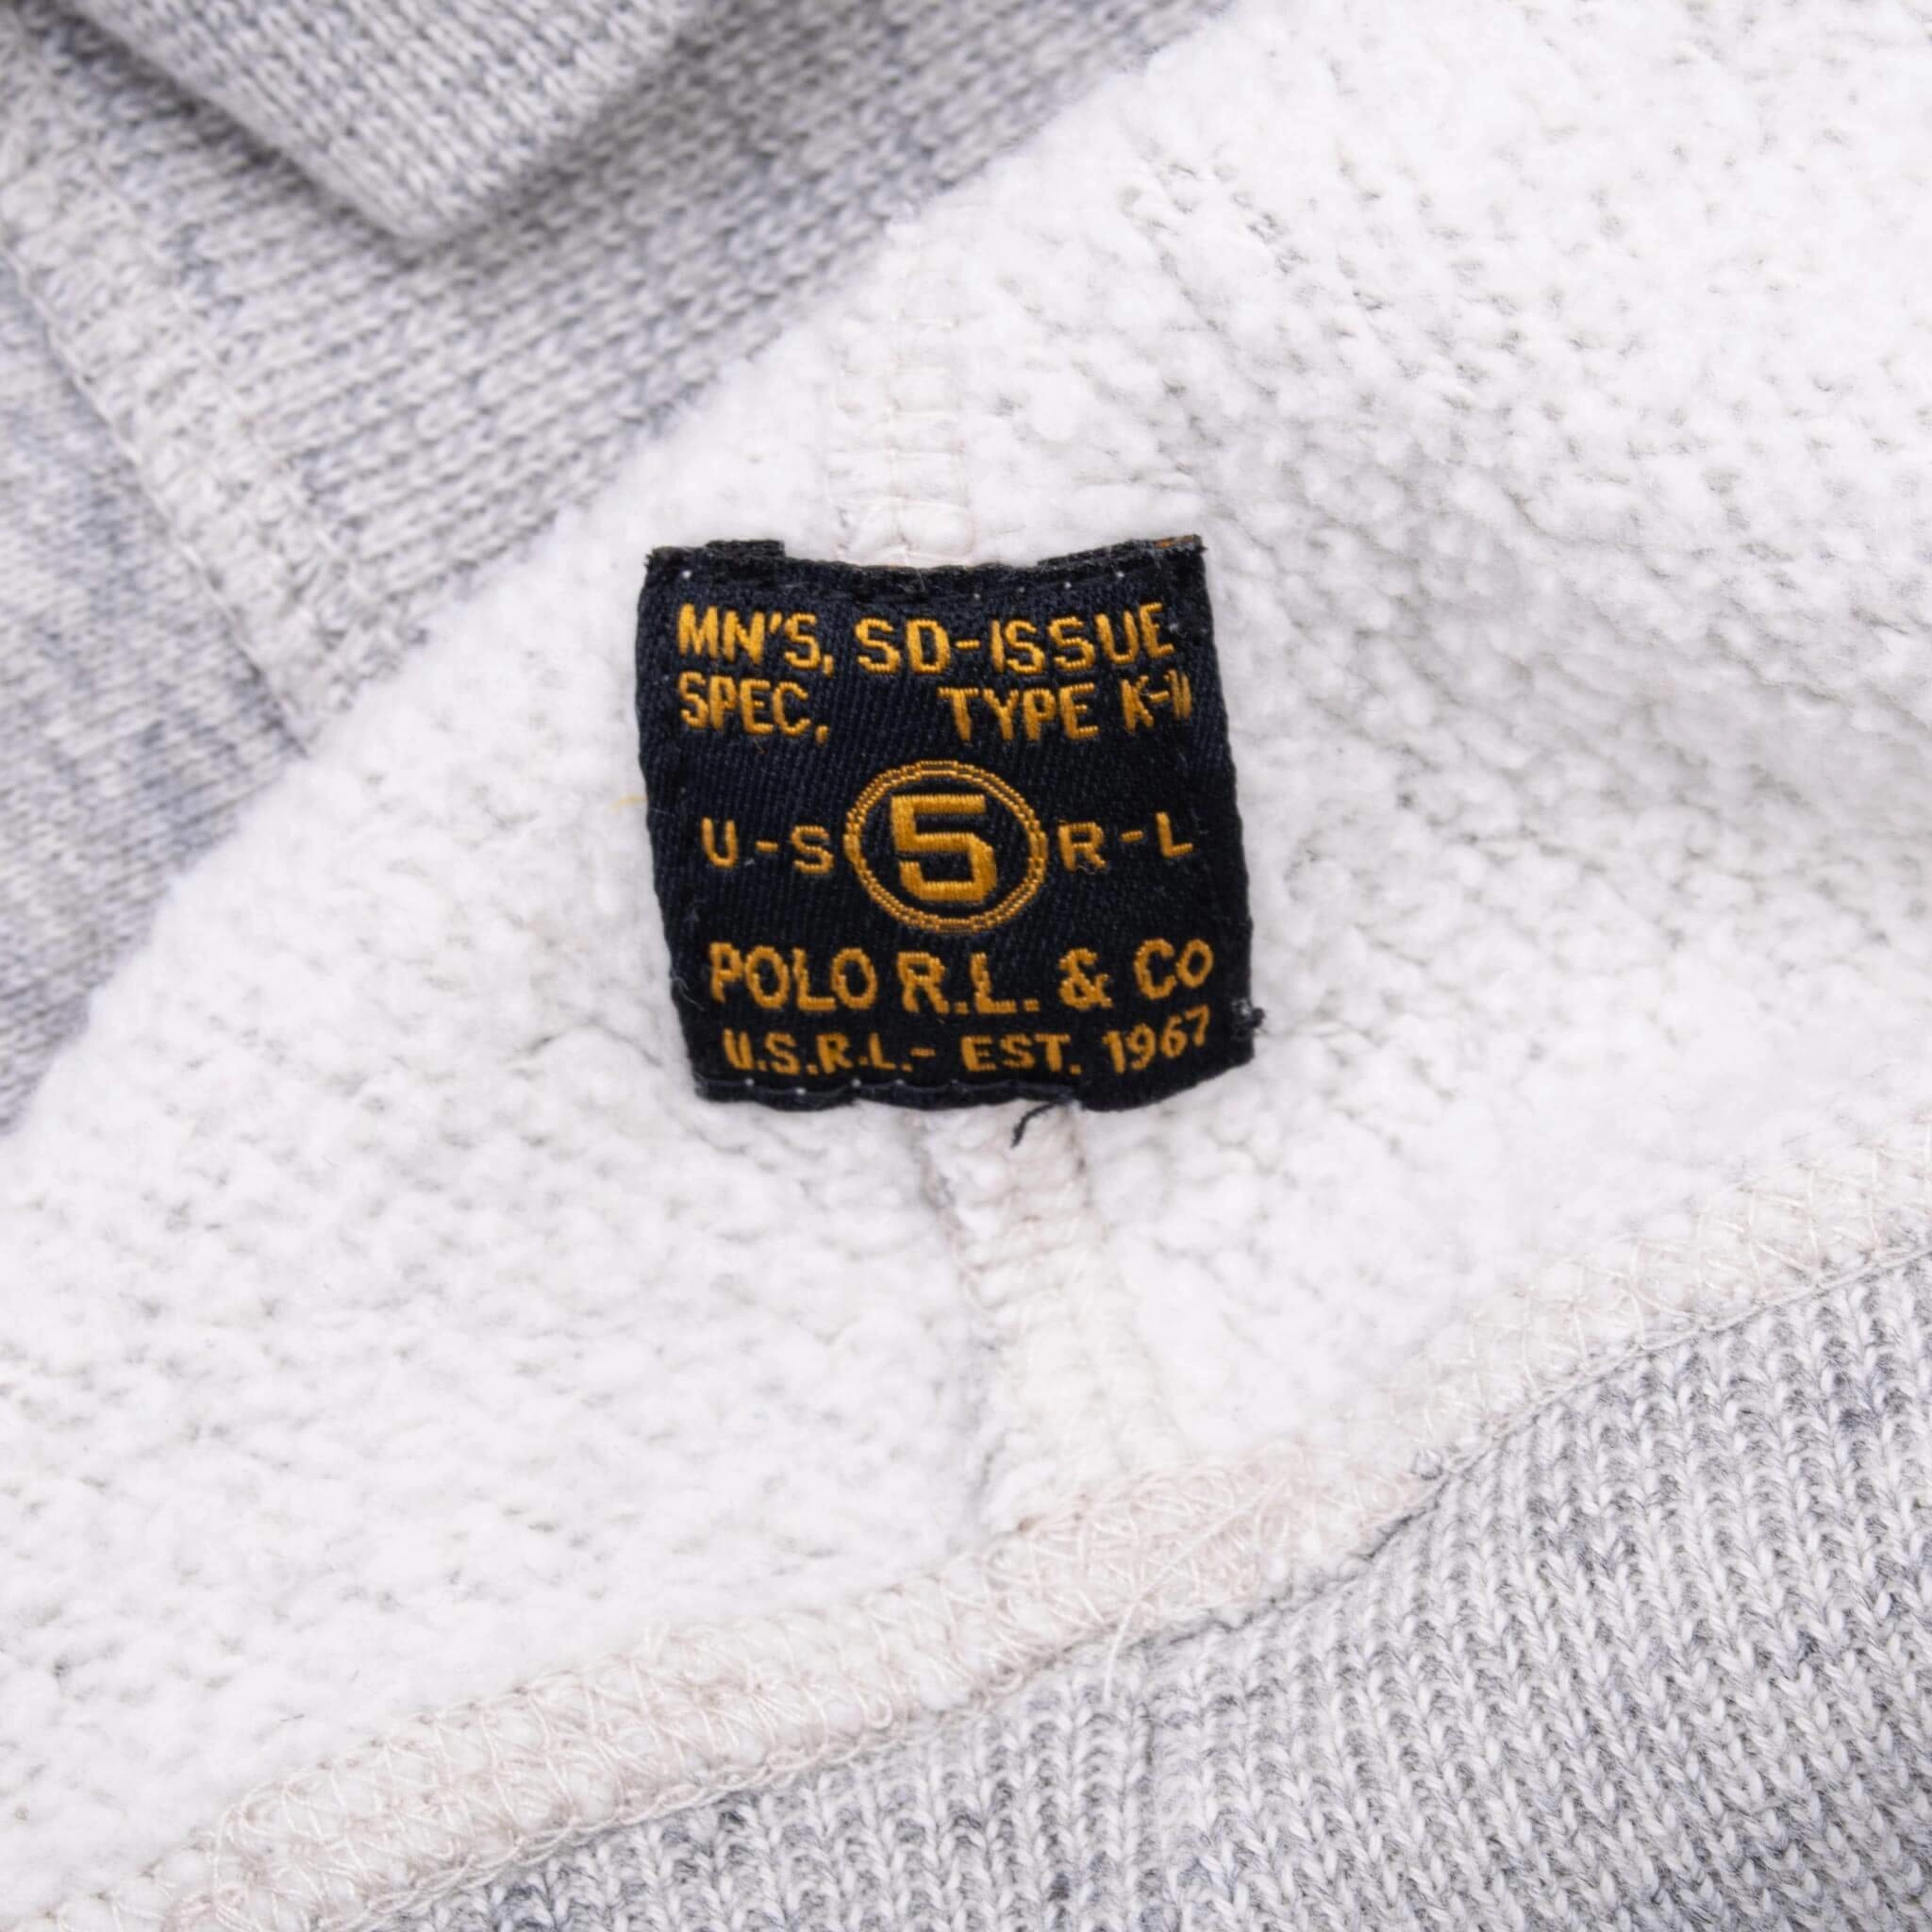 MN'S, SD-ISSUE
SPEC, TYPE
U-S 5 R-L
POLO R.L. & Co
U.S.R.L.- EST. 1967